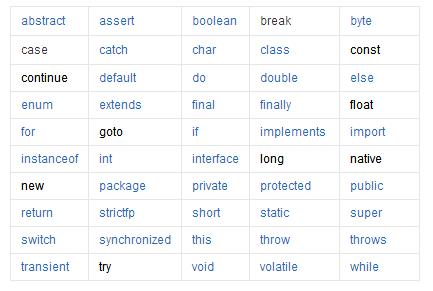 abstract assert boolean break byte
case catch char class const
continue default do double else
enum extends final finally float
for goto if implements import
instanceof int interface long native
new package private protected public
return strictfp short static super
switch synchronized this throw throws
transient try void volatile while